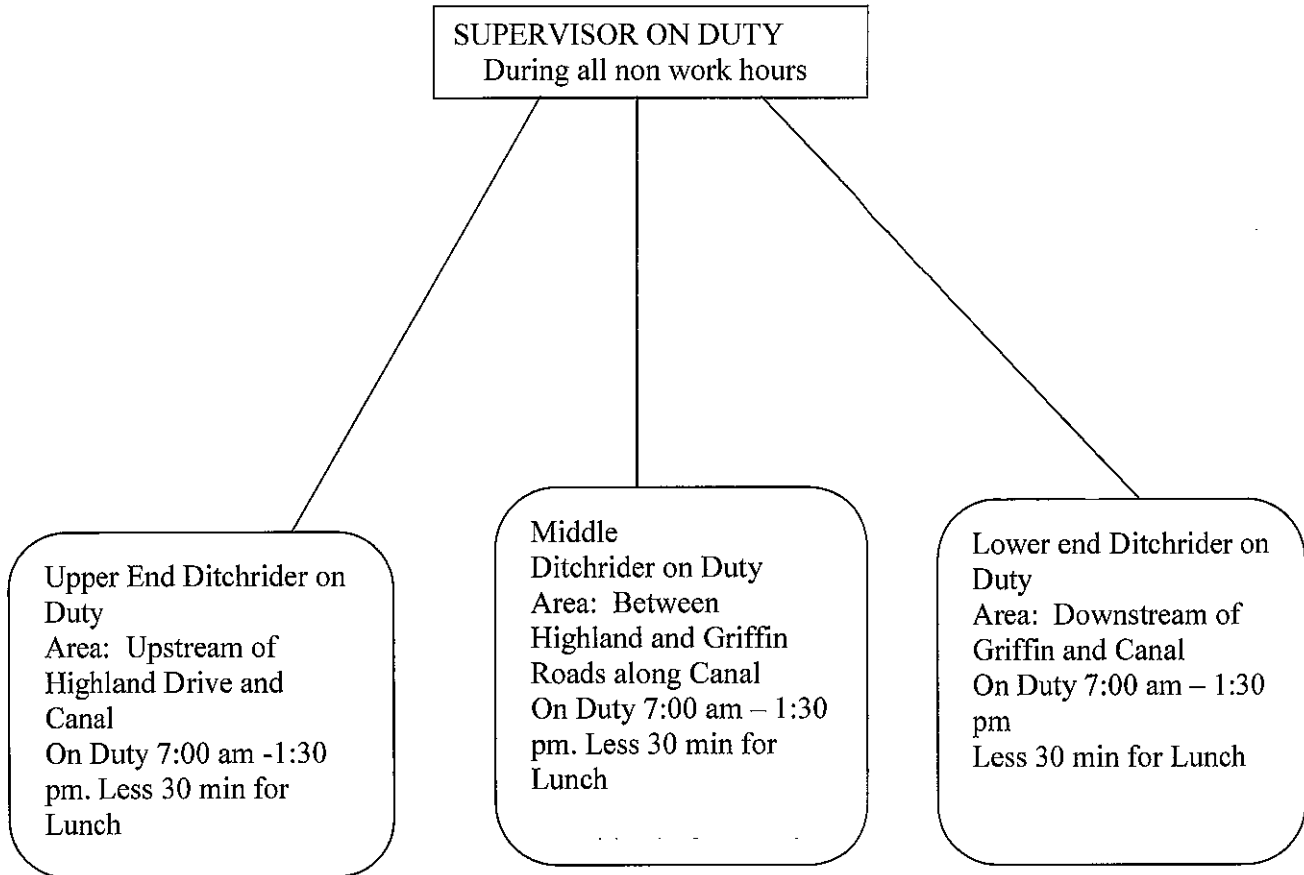 SUPERVISOR ON DUTY
During all non work hours
Upper End Ditchrider on
Duty
Area: Upstream of
Highland Drive and
Canal
On Duty 7:00 am -1:30
pm. Less 30 min for
Lunch
Middle
Ditchrider on Duty
Area: Between
Highland and Griffin
Roads along Canal
On Duty 7:00 am – 1:30
pm. Less 30 min for
Lunch
Lower end Ditchrider on
Duty
Area: Downstream of
Griffin and Canal
On Duty 7:00 am – 1:30
pm
Less 30 min for Lunch